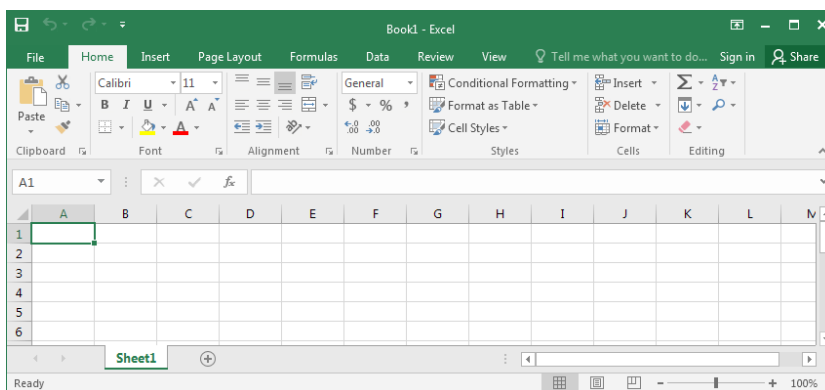 Book1 - Excel
File Home Insert Page Layout Formulas Data Review View Tell me what you want to do... Sign in Share
Calibri 11 General Conditional Formatting Insert
Paste B I U A A $ % , Format as Table Delete
A Cell Styles Format
Clipboard Font Alignment Number Styles Cells Editing
A1 fx
A B C D E F G H I J K L M
1
2
3
4
5
6
Sheet1
Ready 100%